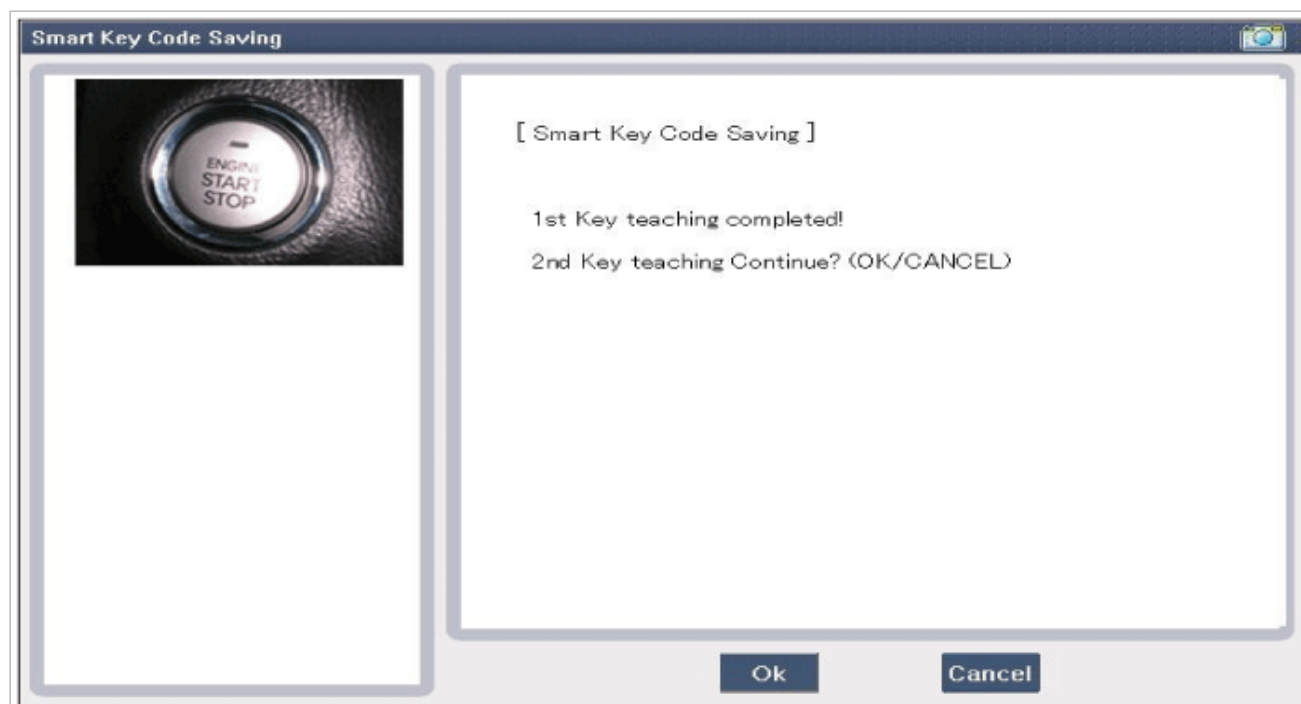 Smart Key Code Saving
ENGINE
START
STOP
[ Smart Key Code Saving ]
1st Key teaching completed!
2nd Key teaching Continue? (OK/CANCEL)
Ok
Cancel